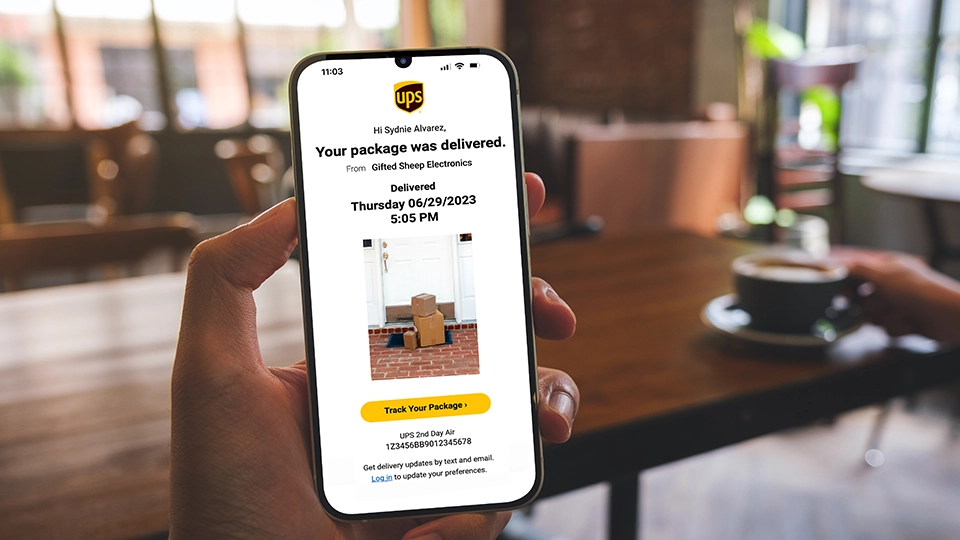 11:03
ups
Hi Sydnie Alvarez,
Your package was delivered.
From Gifted Sheep Electronics
Delivered
Thursday 06/29/2023
5:05 PM
Track Your Package ›
UPS 2nd Day Air
1Z3456BB9012345678
Get delivery updates by text and email.
Log in to update your preferences.